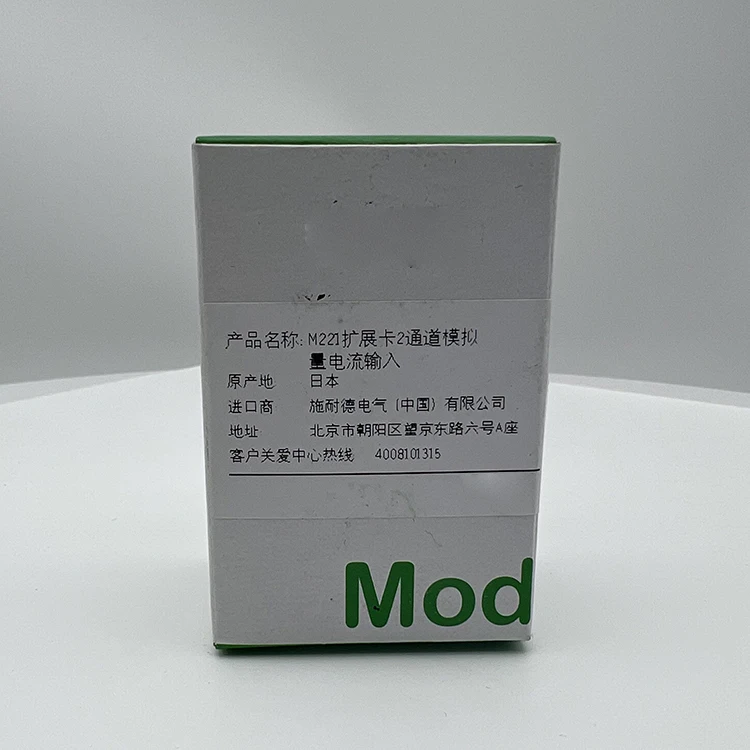 产品名称: M221扩展卡2通道模拟
量电流输入
原产地 日本
进口商 施耐德电气 (中国) 有限公司
地址: 北京市朝阳区望京东路六号A座
客户关爱中心热线 4008101315
Mod